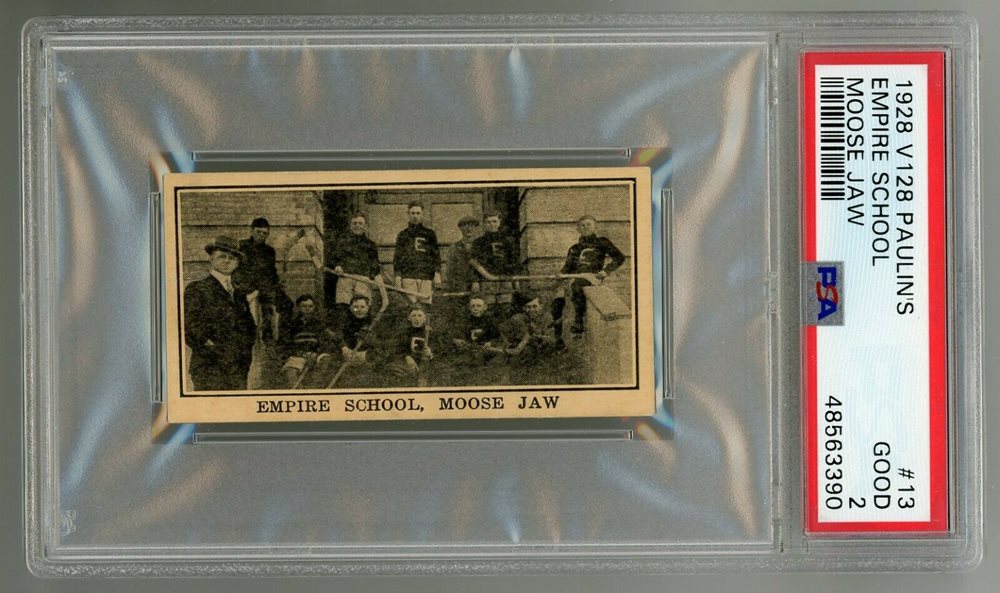 EMPIRE SCHOOL, MOOSE JAW
1928 V128 PAULIN'S
EMPIRE SCHOOL
MOOSE JAW
PSA
#13
GOOD
2
48563390
E
E
E
E